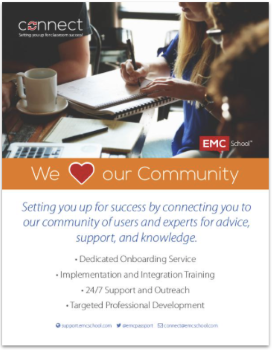 connect
Setting you up for classroom success!
EMC School™
We our Community
Setting you up for success by connecting you to
our community of users and experts for advice,
support, and knowledge.
• Dedicated Onboarding Service
• Implementation and Integration Training
• 24/7 Support and Outreach
• Targeted Professional Development
support.emcschool.com @emcpassport connect@emcschool.com